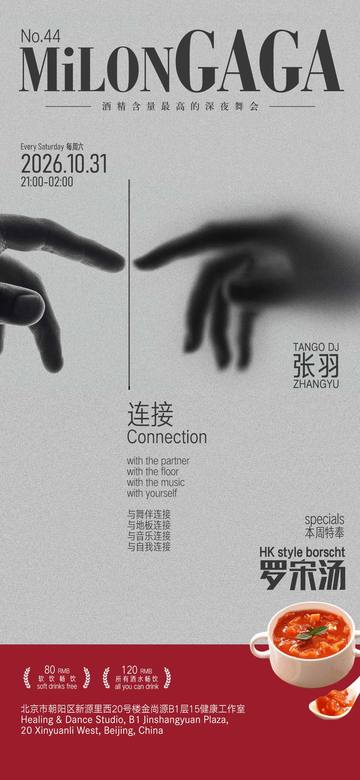 No.44
MiLONGAGA
酒精含量最高的深夜舞会
Every Saturday 每周六
2026.10.31
21:00-02:00
TANGO DJ
张羽
ZHANGYU
连接
Connection
with the partner
with the floor
with the music
with yourself
与舞伴连接
与地板连接
与音乐连接
与自我连接
specials
本周特奉
HK style borscht
罗宋汤
80 RMB
软饮畅饮
soft drinks free
120 RMB
所有酒水畅饮
all you can drink
北京市朝阳区新源里西20号楼金尚源B1层15健康工作室
Healing & Dance Studio, B1 Jinshangyuan Plaza,
20 Xinyuanli West, Beijing, China